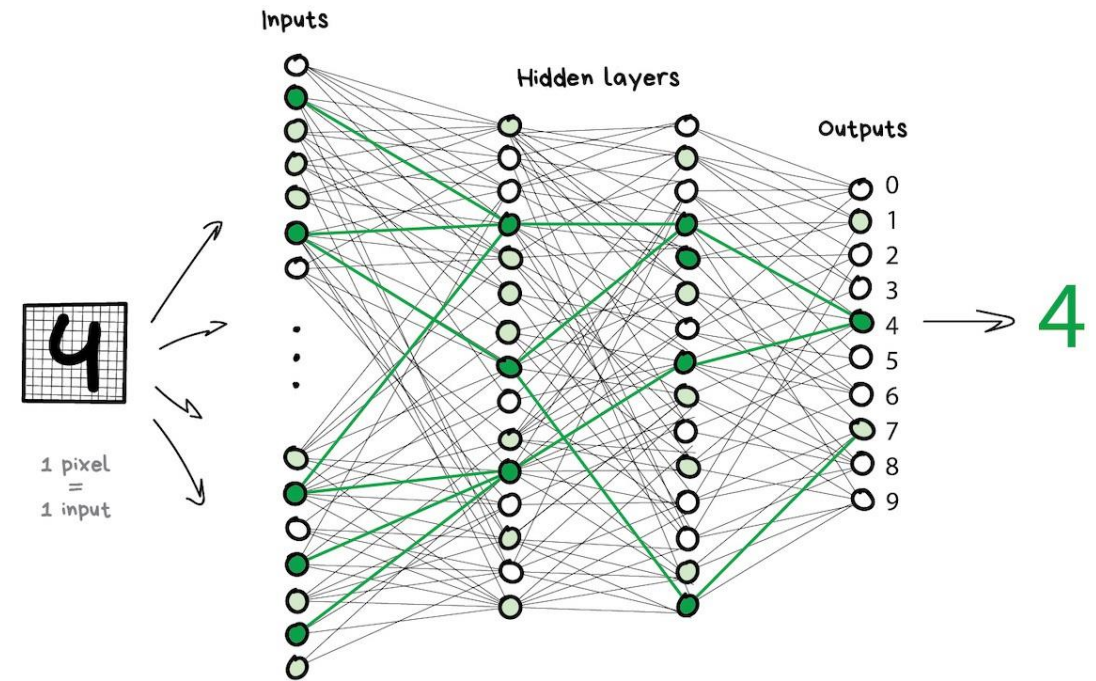 Inputs
Hidden layers
Outputs
0
1
2
3
4
5
6
7
8
9
4
4
1 pixel
=
1 input